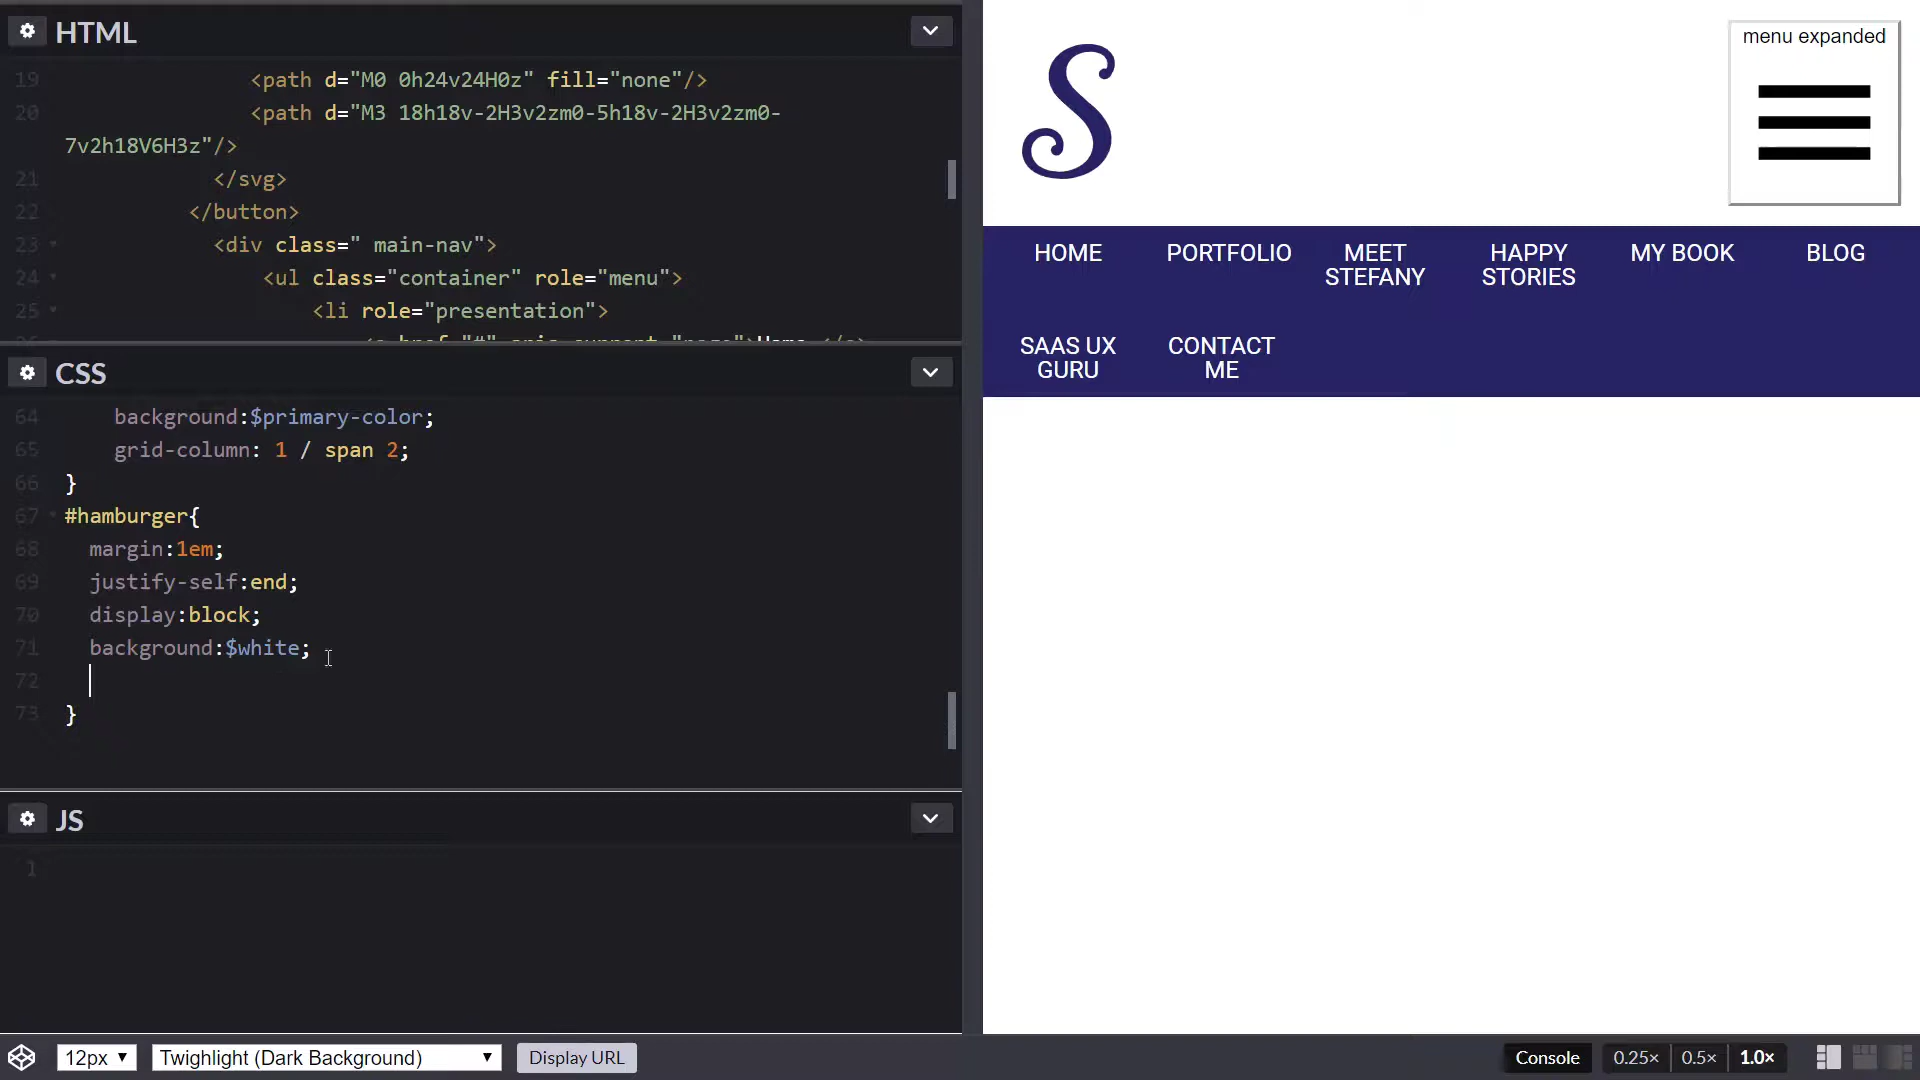 HTML
19 <path d="M0 0h24v24H0z" fill="none"/>
20 <path d="M3 18h18v-2H3v2zm0-5h18v-2H3v2zm0-
7v2h18V6H3z"/>
21 </svg>
22 </button>
23 <div class=" main-nav">
24 <ul class="container" role="menu">
25 <li role="presentation">
CSS
64 background:$primary-color;
65 grid-column: 1 / span 2;
66 }
67 #hamburger{
68 margin:1em;
69 justify-self:end;
70 display:block;
71 background:$white;
72
73 }
JS
1
12px
Twighlight (Dark Background)
Display URL
S
menu expanded
HOME
PORTFOLIO
MEET
STEFANY
HAPPY
STORIES
MY BOOK
BLOG
SAAS UX
GURU
CONTACT
ME
Console
0.25×
0.5×
1.0×